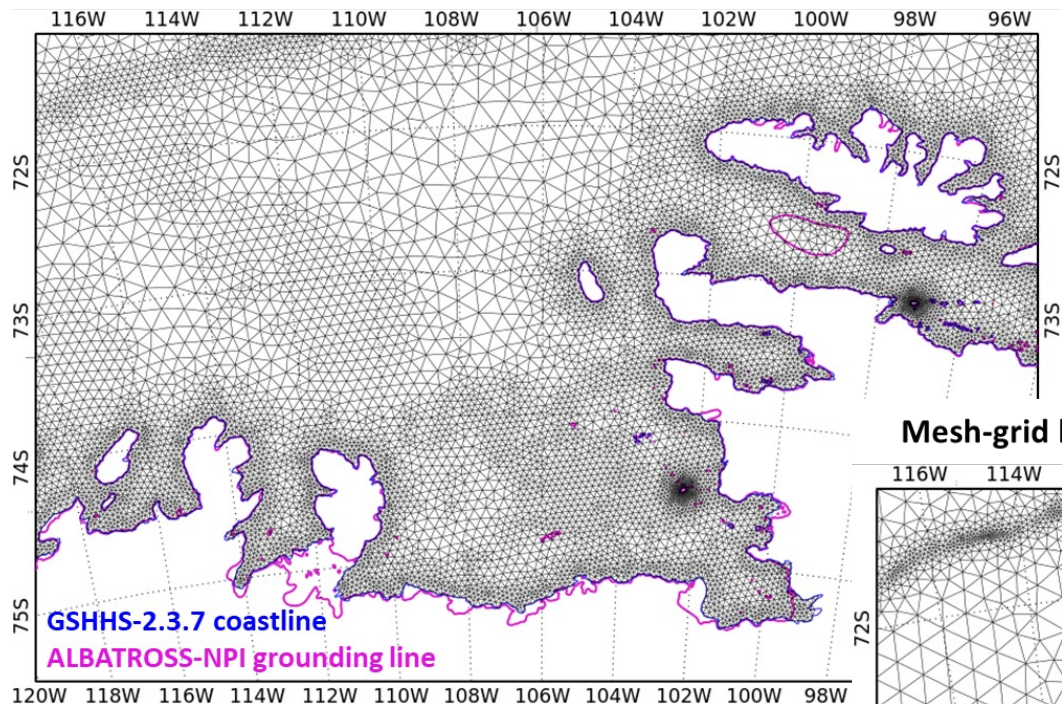 116W 114W 112W 110W 108W 106W 104W 102W 100W 98W 96W
72S
72S
73S
73S
74S
Mesh-grid
116W 114W
75S
72S
GSHHS-2.3.7 coastline
ALBATROSS-NPI grounding line
120W 118W 116W 114W 112W 110W 108W 106W 104W 102W 100W 98W